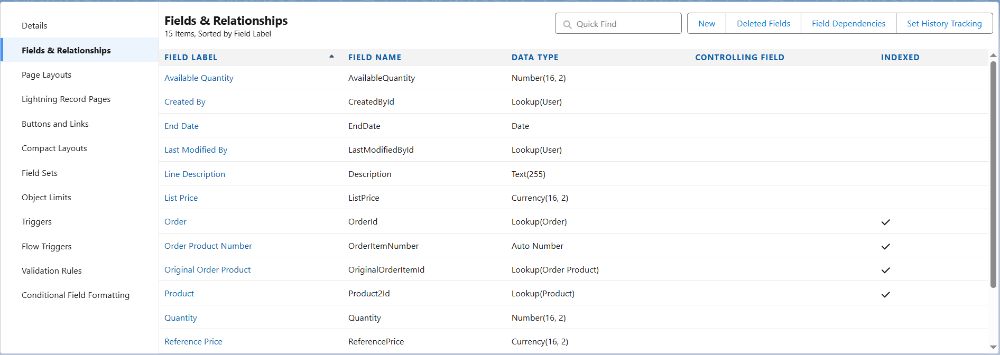 Details
Fields & Relationships
Page Layouts
Lightning Record Pages
Buttons and Links
Compact Layouts
Field Sets
Object Limits
Triggers
Flow Triggers
Validation Rules
Conditional Field Formatting
Fields & Relationships
15 Items, Sorted by Field Label
Quick Find
New
Deleted Fields
Field Dependencies
Set History Tracking
FIELD LABEL FIELD NAME DATA TYPE CONTROLLING FIELD INDEXED
Available Quantity AvailableQuantity Number(16, 2)
Created By CreatedById Lookup(User)
End Date EndDate Date
Last Modified By LastModifiedById Lookup(User)
Line Description Description Text(255)
List Price ListPrice Currency(16, 2)
Order OrderId Lookup(Order)
Order Product Number OrderItemNumber Auto Number
Original Order Product OriginalOrderItemId Lookup(Order Product)
Product Product2Id Lookup(Product)
Quantity Quantity Number(16, 2)
Reference Price ReferencePrice Currency(16, 2)